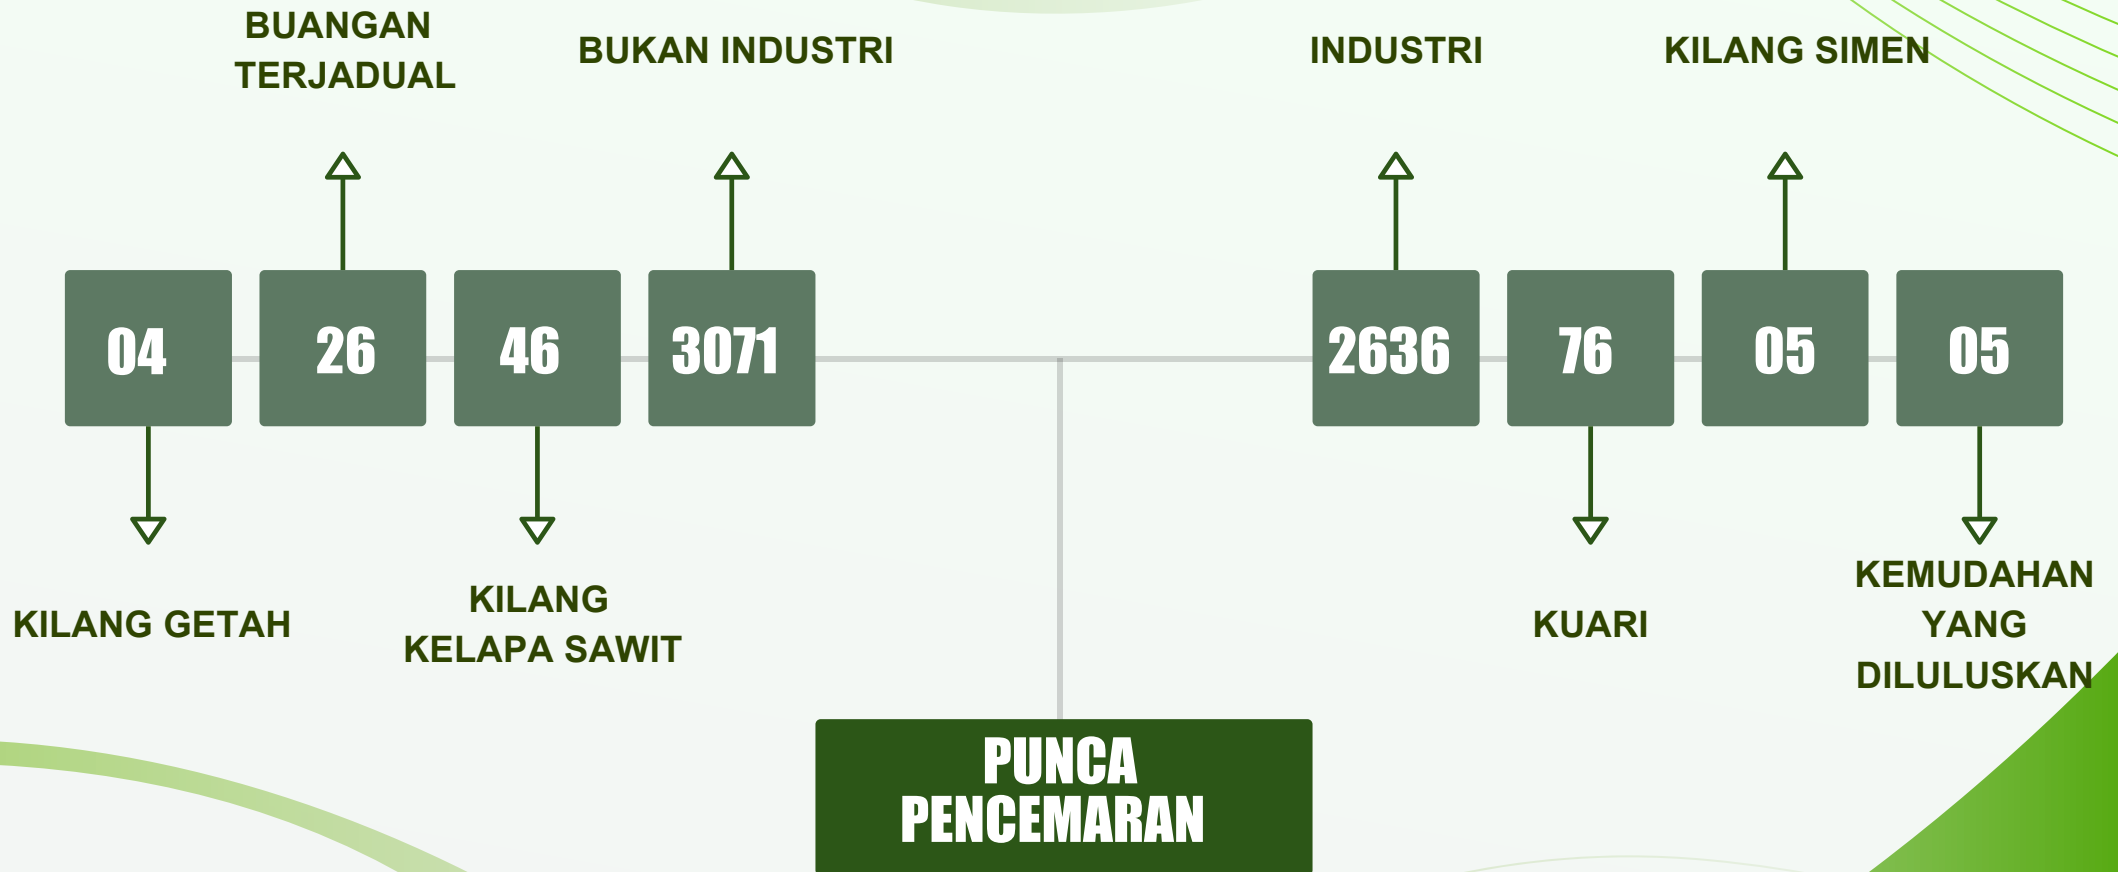 BUANGAN
TERJADUAL
BUKAN INDUSTRI
INDUSTRI
KILANG SIMEN
04
26
46
3071
2636
76
05
05
KILANG GETAH
KILANG
KELAPA SAWIT
KUARI
KEMUDAHAN
YANG
DILULUSKAN
PUNCA
PENCEMARAN